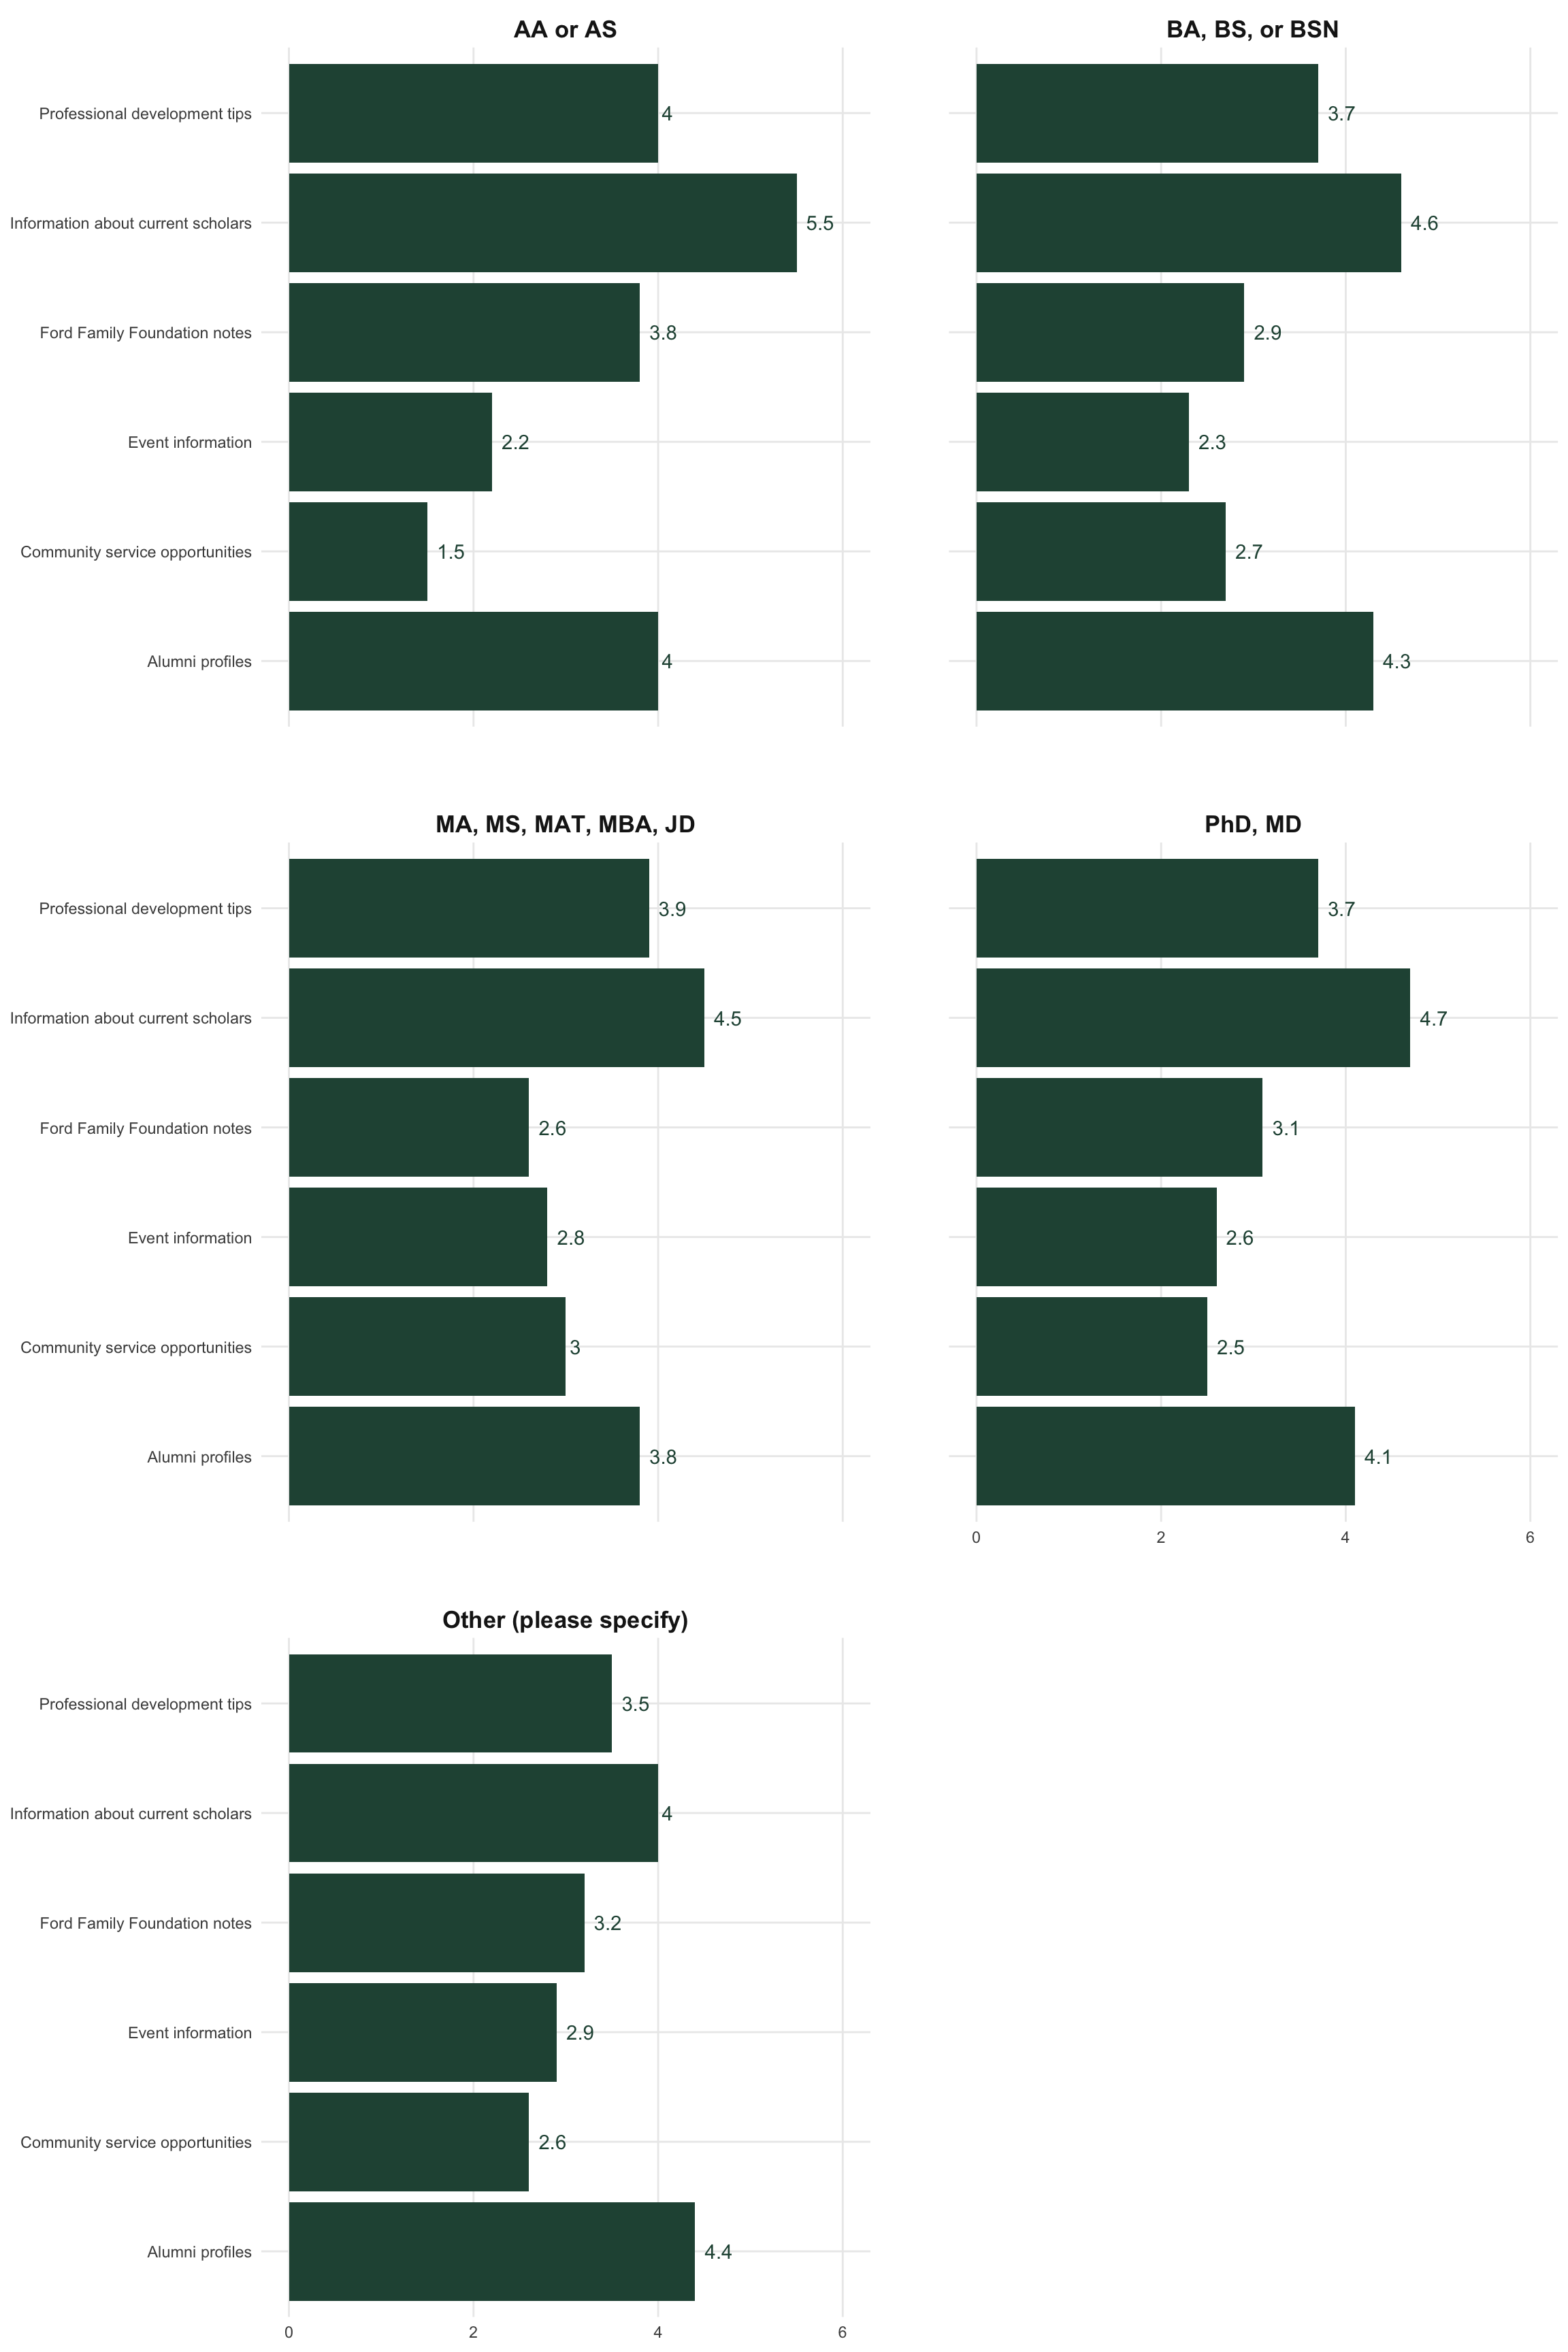 AA or AS
BA, BS, or BSN
Professional development tips
4
3.7
Information about current scholars
5.5
4.6
Ford Family Foundation notes
3.8
2.9
Event information
2.2
2.3
Community service opportunities
1.5
2.7
Alumni profiles
4
4.3
MA, MS, MAT, MBA, JD
PhD, MD
Professional development tips
3.9
3.7
Information about current scholars
4.5
4.7
Ford Family Foundation notes
2.6
3.1
Event information
2.8
2.6
Community service opportunities
3
2.5
Alumni profiles
3.8
4.1
0 2 4 6
Other (please specify)
Professional development tips
3.5
Information about current scholars
4
Ford Family Foundation notes
3.2
Event information
2.9
Community service opportunities
2.6
Alumni profiles
4.4
0 2 4 6